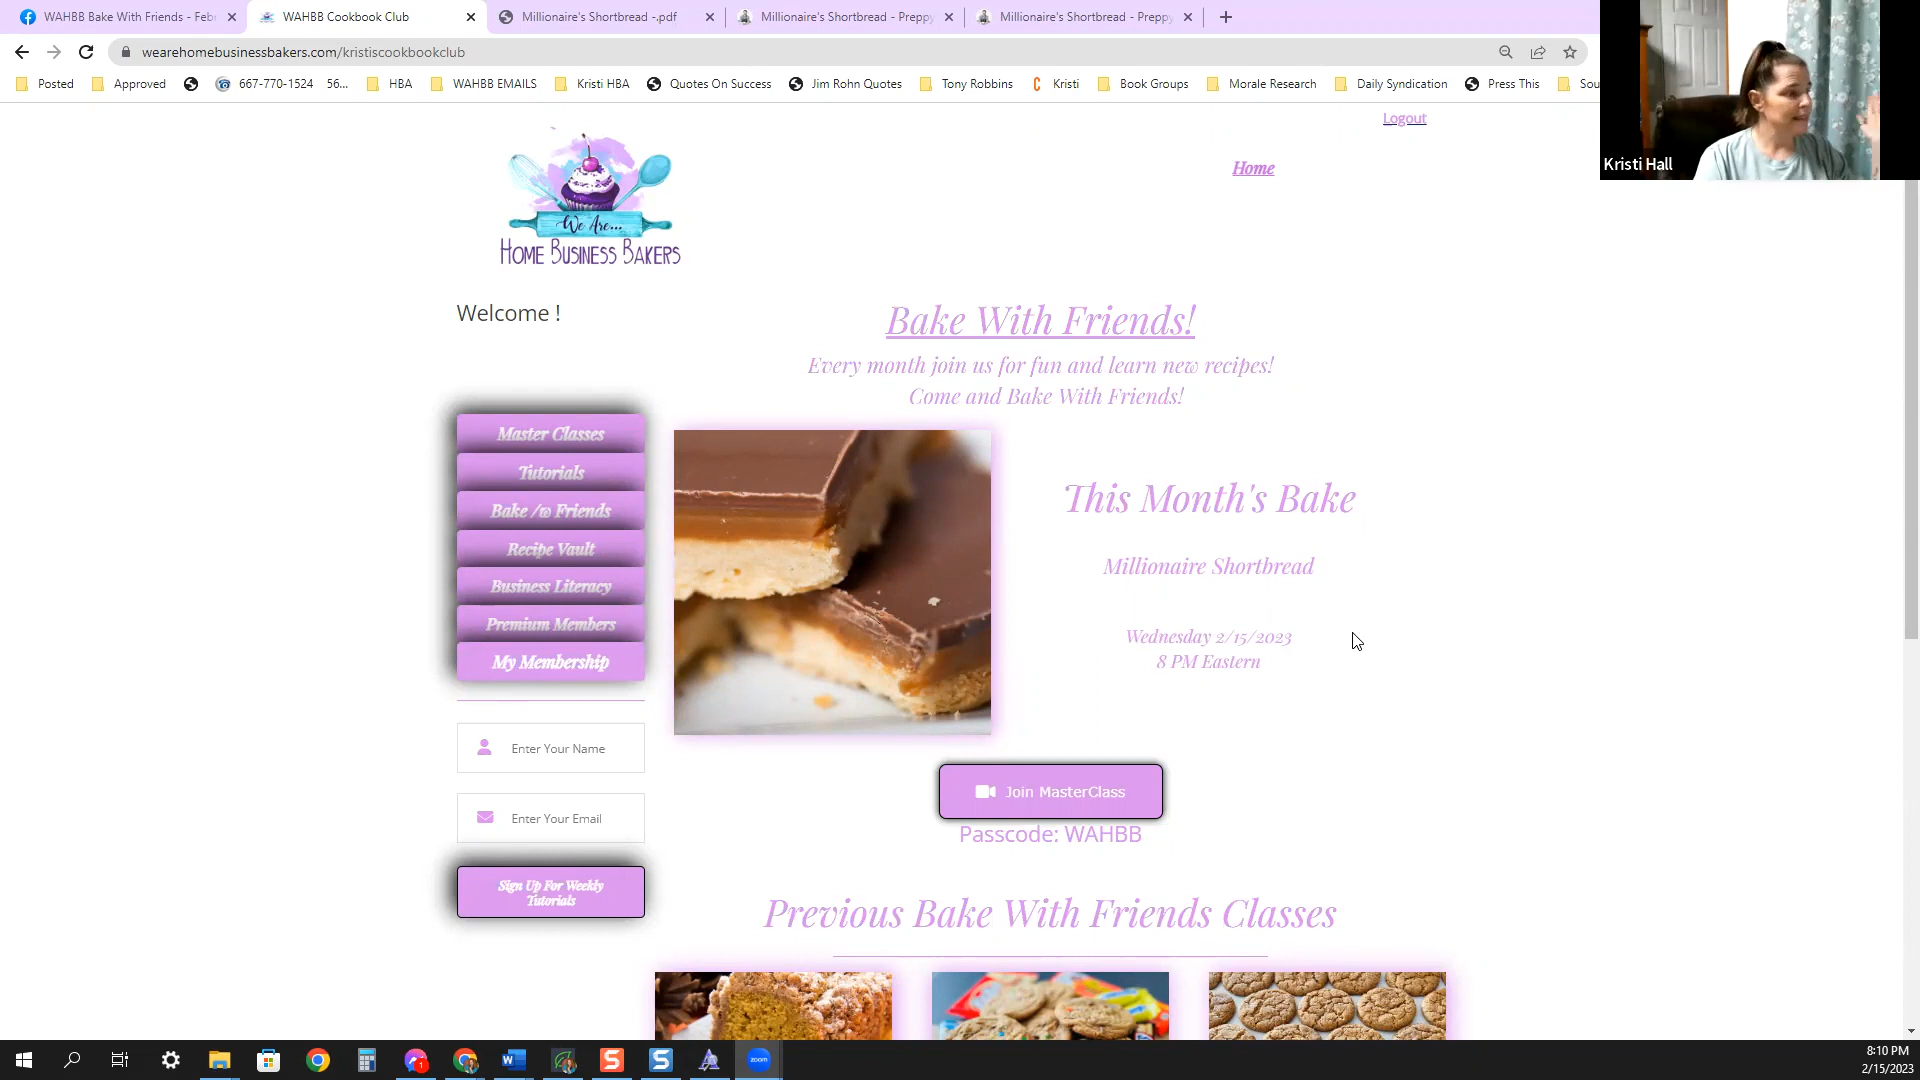 WAHBB Bake With Friends - Febr
WAHBB Cookbook Club
Millionaire's Shortbread -.pdf
Millionaire's Shortbread - Preppy
Millionaire's Shortbread - Preppy
wearehomebusinessbakers.com/kristiscookbookclub
Posted
Approved
667-770-1524 56...
HBA
WAHBB EMAILS
Kristi HBA
Quotes On Success
Jim Rohn Quotes
Tony Robbins
Kristi
Book Groups
Morale Research
Daily Syndication
Press This
Sou
Kristi Hall
Logout
Home
We Are...
HOME BUSINESS BAKERS
Welcome !
Bake With Friends!
Every month join us for fun and learn new recipes!
Come and Bake With Friends!
Master Classes
Tutorials
Bake /w Friends
Recipe Vault
Business Literacy
Premium Members
My Membership
This Month's Bake
Millionaire Shortbread
Wednesday 2/15/2023
8 PM Eastern
Enter Your Name
Enter Your Email
Sign Up For Weekly
Tutorials
Join MasterClass
Passcode: WAHBB
Previous Bake With Friends Classes
zoom
8:10 PM
2/15/2023